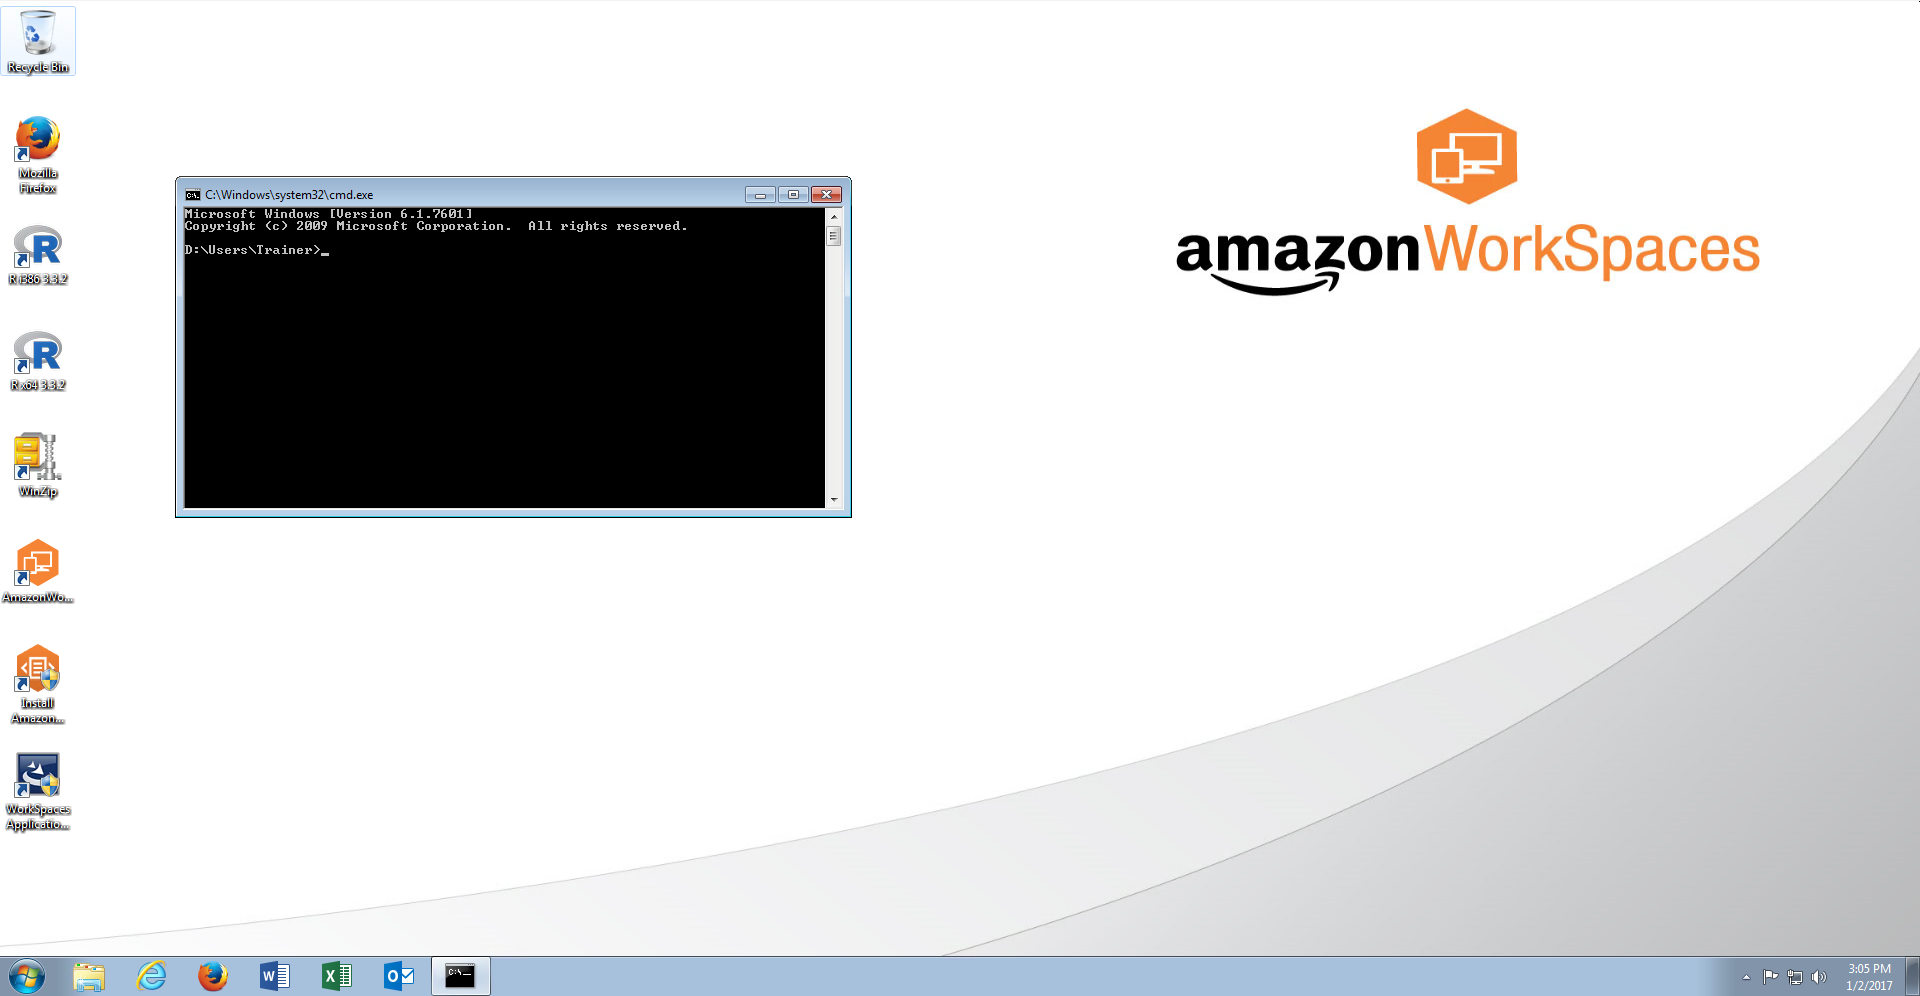 Recycle Bin
Mozilla
Firefox
R i386 3.3.2
R x64 3.3.2
WinZip
AmazonWo...
Install
Amazon...
WorkSpaces
Applicatio...
C:\Windows\system32\cmd.exe
Microsoft Windows [Version 6.1.7601]
Copyright (c) 2009 Microsoft Corporation.  All rights reserved.
D:\Users\Trainer>_
amazon WorkSpaces
3:05 PM
1/2/2017